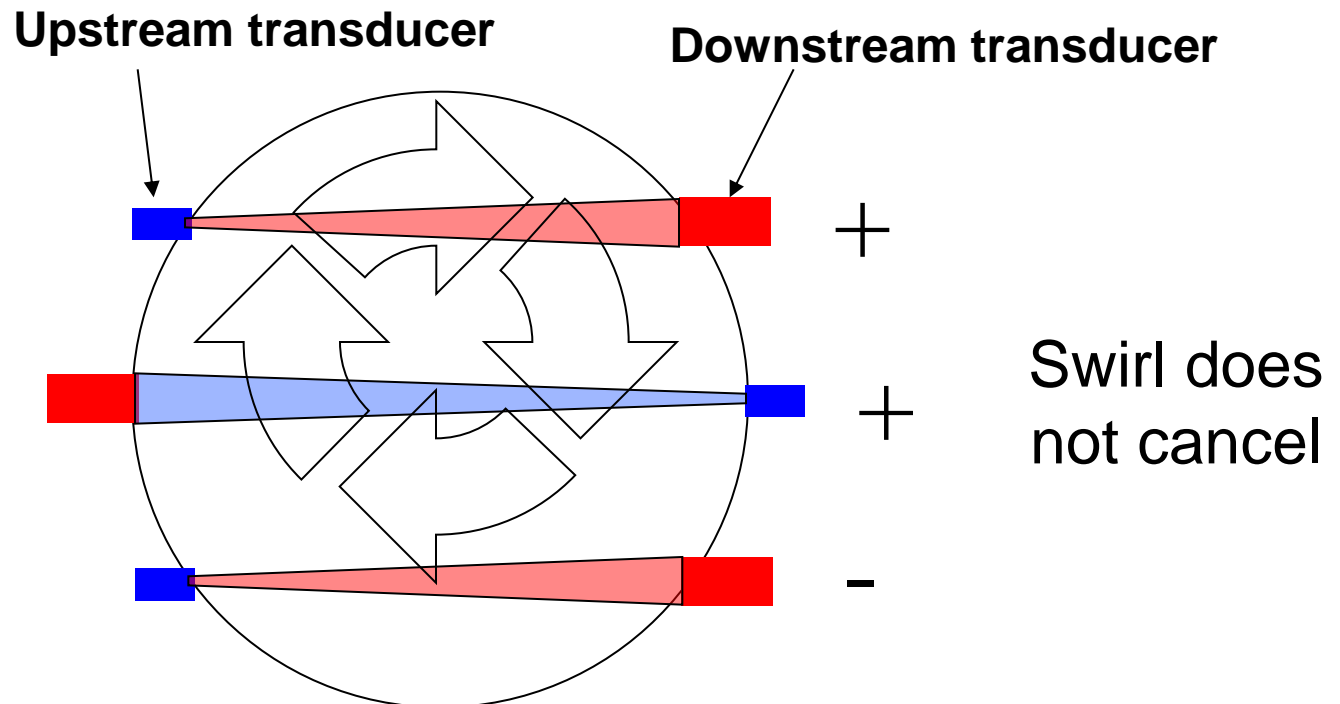 Upstream transducer
Downstream transducer
+
+
Swirl does
not cancel
-